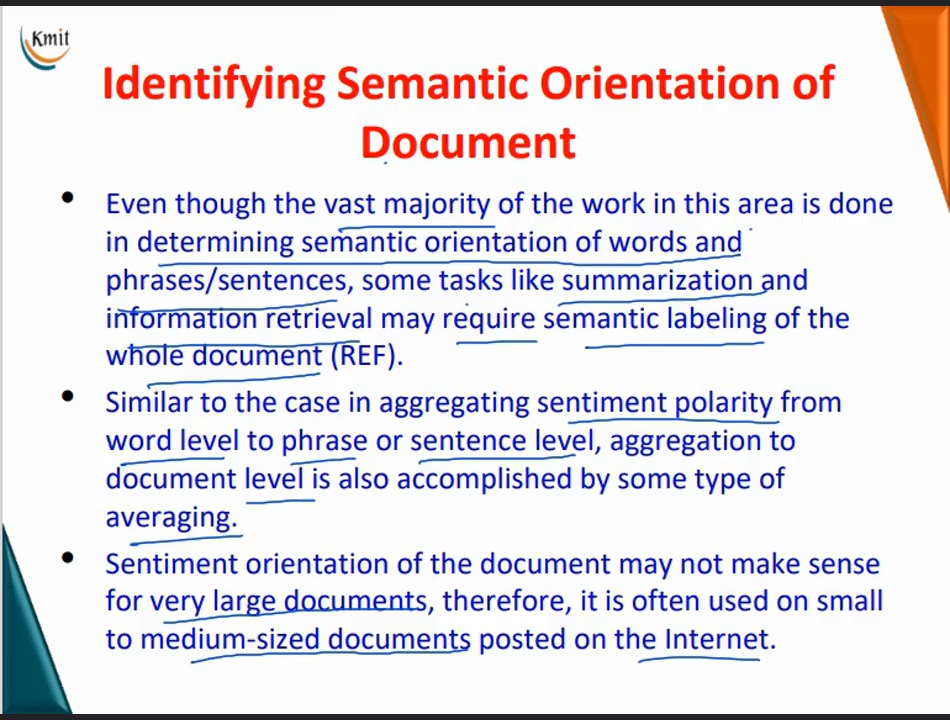 Kmit
Identifying Semantic Orientation of
Document
• Even though the vast majority of the work in this area is done
in determining semantic orientation of words and
phrases/sentences, some tasks like summarization and
information retrieval may require semantic labeling of the
whole document (REF).
• Similar to the case in aggregating sentiment polarity from
word level to phrase or sentence level, aggregation to
document level is also accomplished by some type of
averaging.
• Sentiment orientation of the document may not make sense
for very large documents, therefore, it is often used on small
to medium-sized documents posted on the Internet.